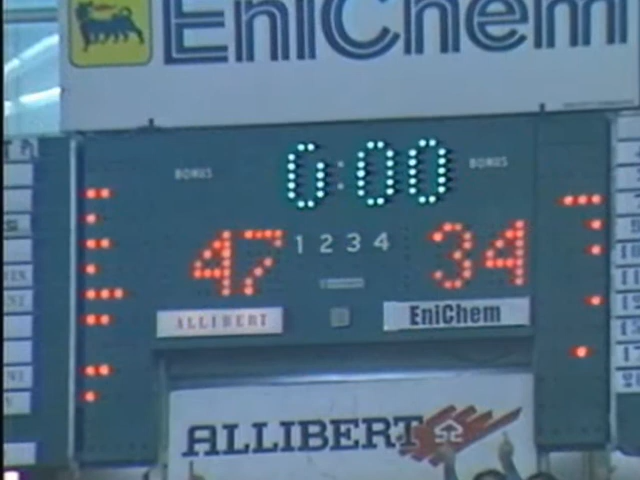 EniChem
BONUS
0:00
BONUS
47
1 2 3 4
34
ALLIBERT
EniChem
ALLIBERT